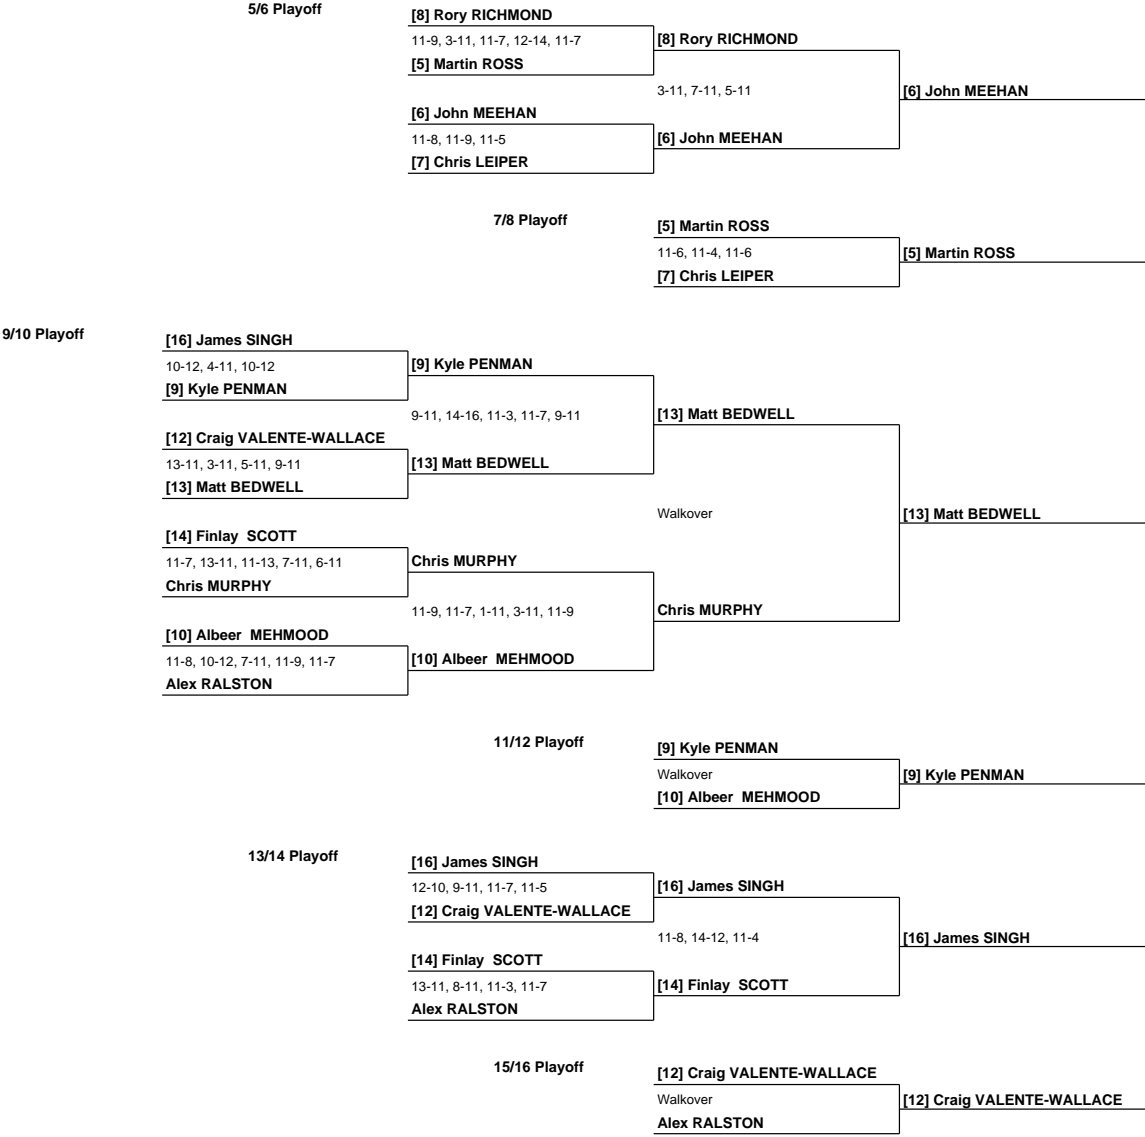 5/6 Playoff
[8] Rory RICHMOND
11-9, 3-11, 11-7, 12-14, 11-7
[8] Rory RICHMOND
[5] Martin ROSS
3-11, 7-11, 5-11
[6] John MEEHAN
[6] John MEEHAN
11-8, 11-9, 11-5
[6] John MEEHAN
[7] Chris LEIPER
7/8 Playoff
[5] Martin ROSS
11-6, 11-4, 11-6
[5] Martin ROSS
[7] Chris LEIPER
9/10 Playoff
[16] James SINGH
10-12, 4-11, 10-12
[9] Kyle PENMAN
[9] Kyle PENMAN
9-11, 14-16, 11-3, 11-7, 9-11
[13] Matt BEDWELL
[12] Craig VALENTE-WALLACE
13-11, 3-11, 5-11, 9-11
[13] Matt BEDWELL
[13] Matt BEDWELL
Walkover
[13] Matt BEDWELL
[14] Finlay  SCOTT
11-7, 13-11, 11-13, 7-11, 6-11
Chris MURPHY
Chris MURPHY
11-9, 11-7, 1-11, 3-11, 11-9
Chris MURPHY
[10] Albeer  MEHMOOD
11-8, 10-12, 7-11, 11-9, 11-7
[10] Albeer  MEHMOOD
Alex RALSTON
11/12 Playoff
[9] Kyle PENMAN
Walkover
[9] Kyle PENMAN
[10] Albeer  MEHMOOD
13/14 Playoff
[16] James SINGH
12-10, 9-11, 11-7, 11-5
[16] James SINGH
[12] Craig VALENTE-WALLACE
11-8, 14-12, 11-4
[16] James SINGH
[14] Finlay  SCOTT
13-11, 8-11, 11-3, 11-7
[14] Finlay  SCOTT
Alex RALSTON
15/16 Playoff
[12] Craig VALENTE-WALLACE
Walkover
[12] Craig VALENTE-WALLACE
Alex RALSTON